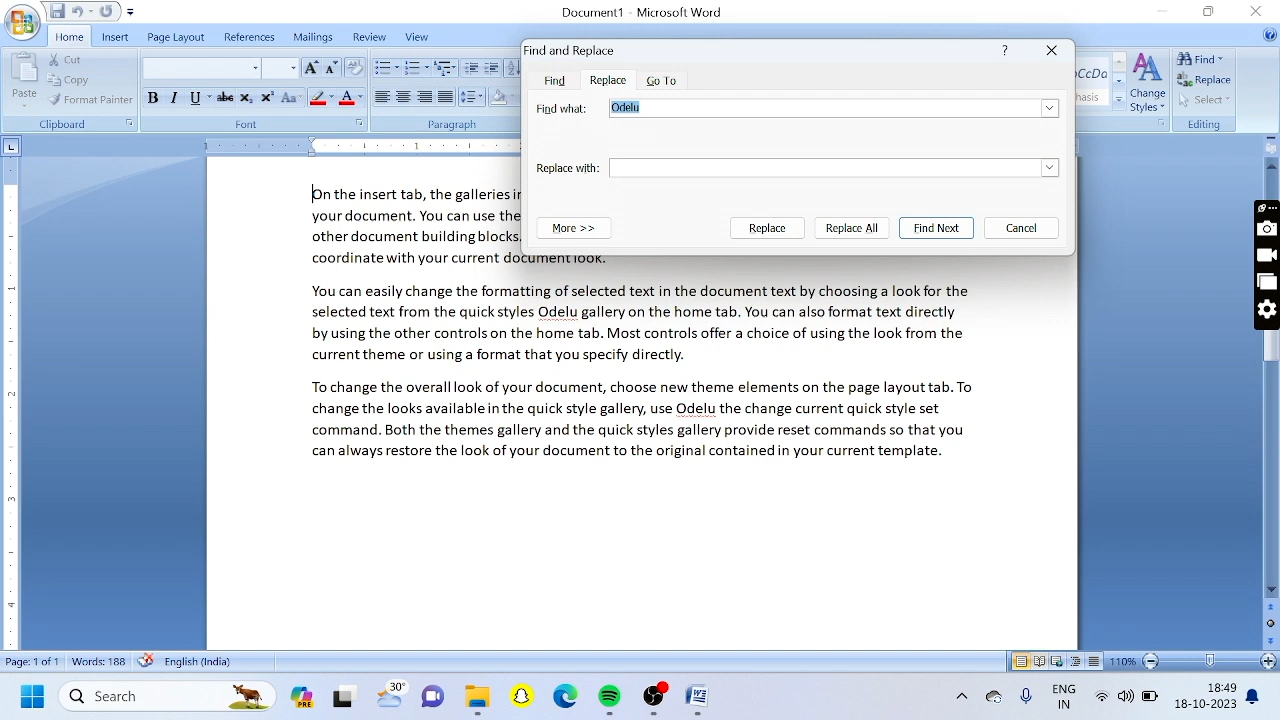 Document1 - Microsoft Word
Home Insert Page Layout References Mailings Review View
Find and Replace
Find Replace Go To
Find what: Odelu
Replace with:
More >> Replace Replace All Find Next Cancel
Paste
Cut
Copy
Format Painter
Clipboard Font Paragraph
Change Styles
Find
Replace
Select
Editing
On the insert tab, the galleries in
your document. You can use the
other document building blocks.
coordinate with your current document look.
You can easily change the formatting of selected text in the document text by choosing a look for the
selected text from the quick styles Odelu gallery on the home tab. You can also format text directly
by using the other controls on the home tab. Most controls offer a choice of using the look from the
current theme or using a format that you specify directly.
To change the overall look of your document, choose new theme elements on the page layout tab. To
change the looks available in the quick style gallery, use Odelu the change current quick style set
command. Both the themes gallery and the quick styles gallery provide reset commands so that you
can always restore the look of your document to the original contained in your current template.
Page: 1 of 1 Words: 188 English (India) 110%
Search PRE 30° ENG IN 18:49 18-10-2023